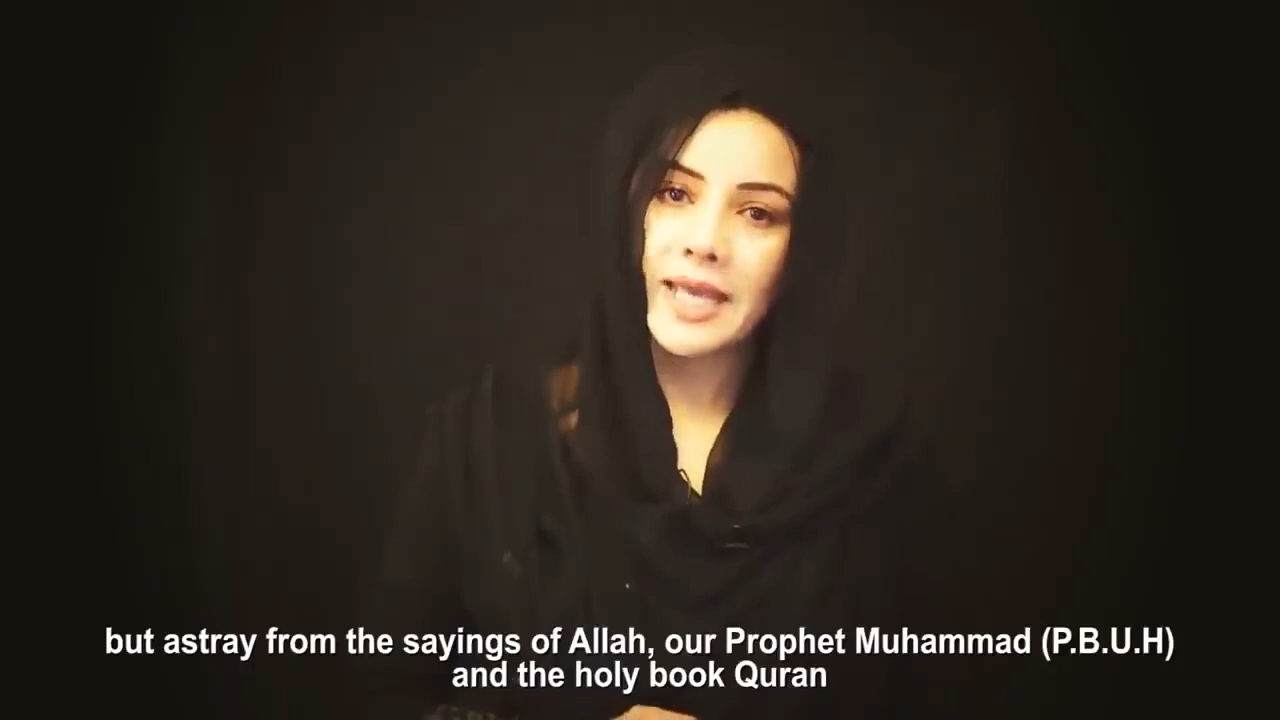 but astray from the sayings of Allah, our Prophet Muhammad (P.B.U.H)
and the holy book Quran